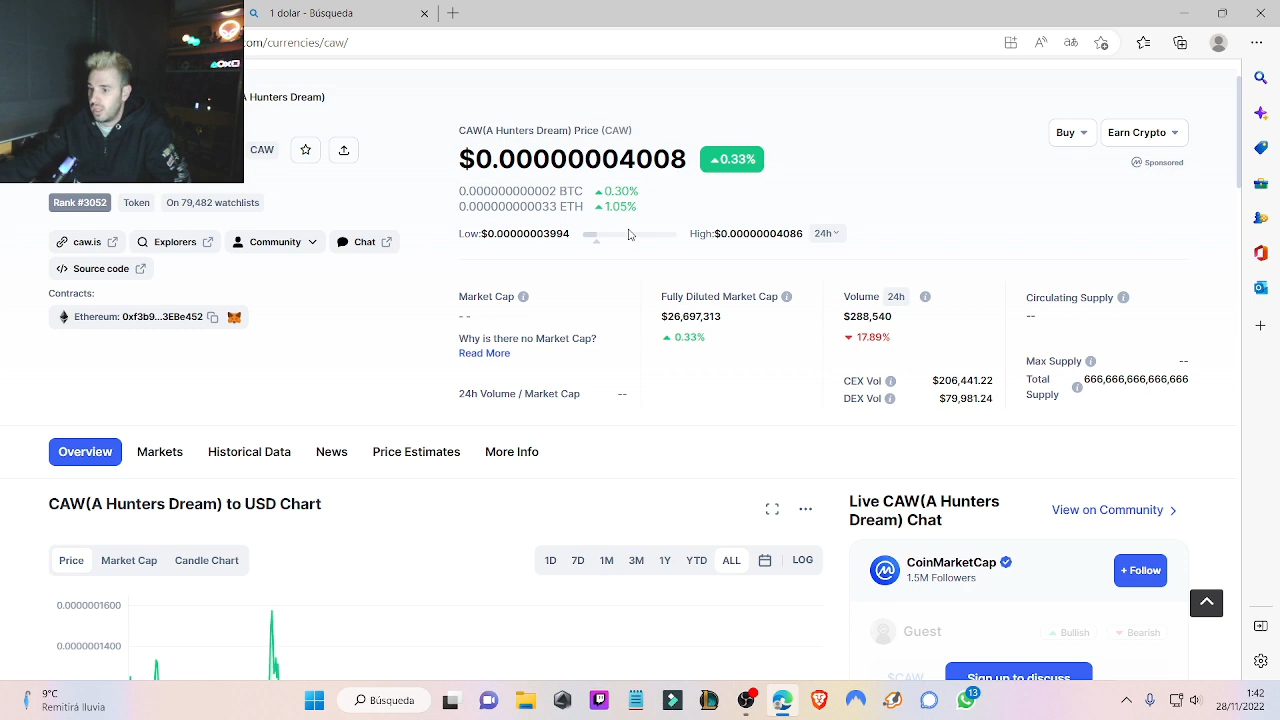 1 dolar - Búsqueda
com/currencies/caw/
A Hunters Dream)
CAW
Rank #3052
Token
On 79,482 watchlists
caw.is
Explorers
Community
Chat
Source code
Contracts:
Ethereum: 0xf3b9...3EBe452
CAW(A Hunters Dream) Price (CAW)
$0.00000004008
0.33%
0.000000000002 BTC 0.30%
0.000000000033 ETH 1.05%
Low:$0.00000003994
High:$0.00000004086
24h
Buy
Earn Crypto
Sponsored
Market Cap
- -
Why is there no Market Cap?
Read More
24h Volume / Market Cap --
Fully Diluted Market Cap
$26,697,313
0.33%
Volume 24h
$288,540
17.89%
CEX Vol $206,441.22
DEX Vol $79,981.24
Circulating Supply
--
Max Supply --
Total Supply 666,666,666,666,666
Overview
Markets
Historical Data
News
Price Estimates
More Info
CAW(A Hunters Dream) to USD Chart
Price
Market Cap
Candle Chart
1D
7D
1M
3M
1Y
YTD
ALL
LOG
0.0000001600
0.0000001400
Live CAW(A Hunters
Dream) Chat
View on Community
CoinMarketCap
1.5M Followers
+ Follow
Guest
Bullish
Bearish
$CAW
Sign up to discuss
9°C
Remitirá lluvia
Búsqueda
13
1:42
28/11/2022